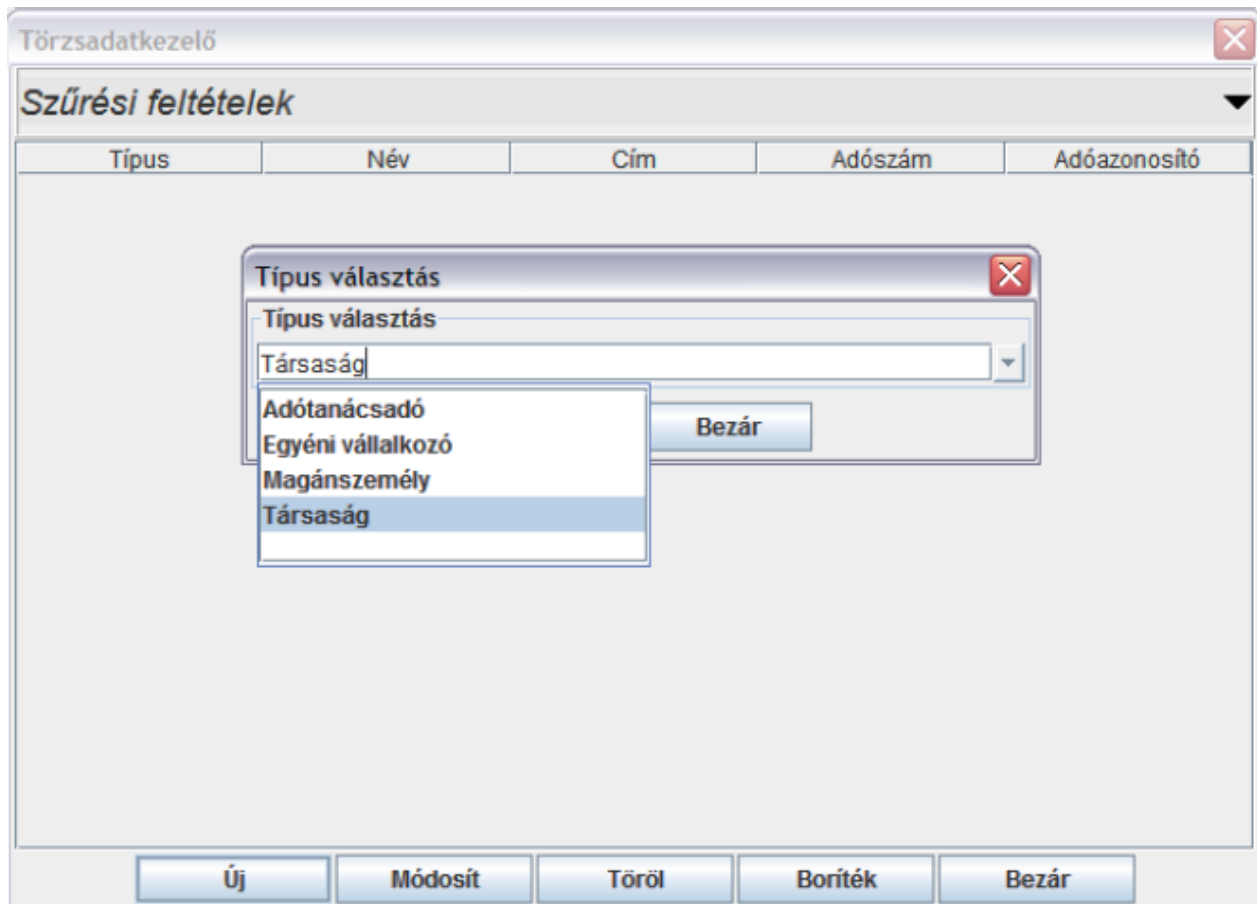 Törzsadatkezelő
Szűrési feltételek
Típus Név Cím Adószám Adóazonosító
Típus választás
Típus választás
Társaság
Adótanácsadó
Bezár
Egyéni vállalkozó
Magánszemély
Társaság
Új Módosít Töröl Boríték Bezár